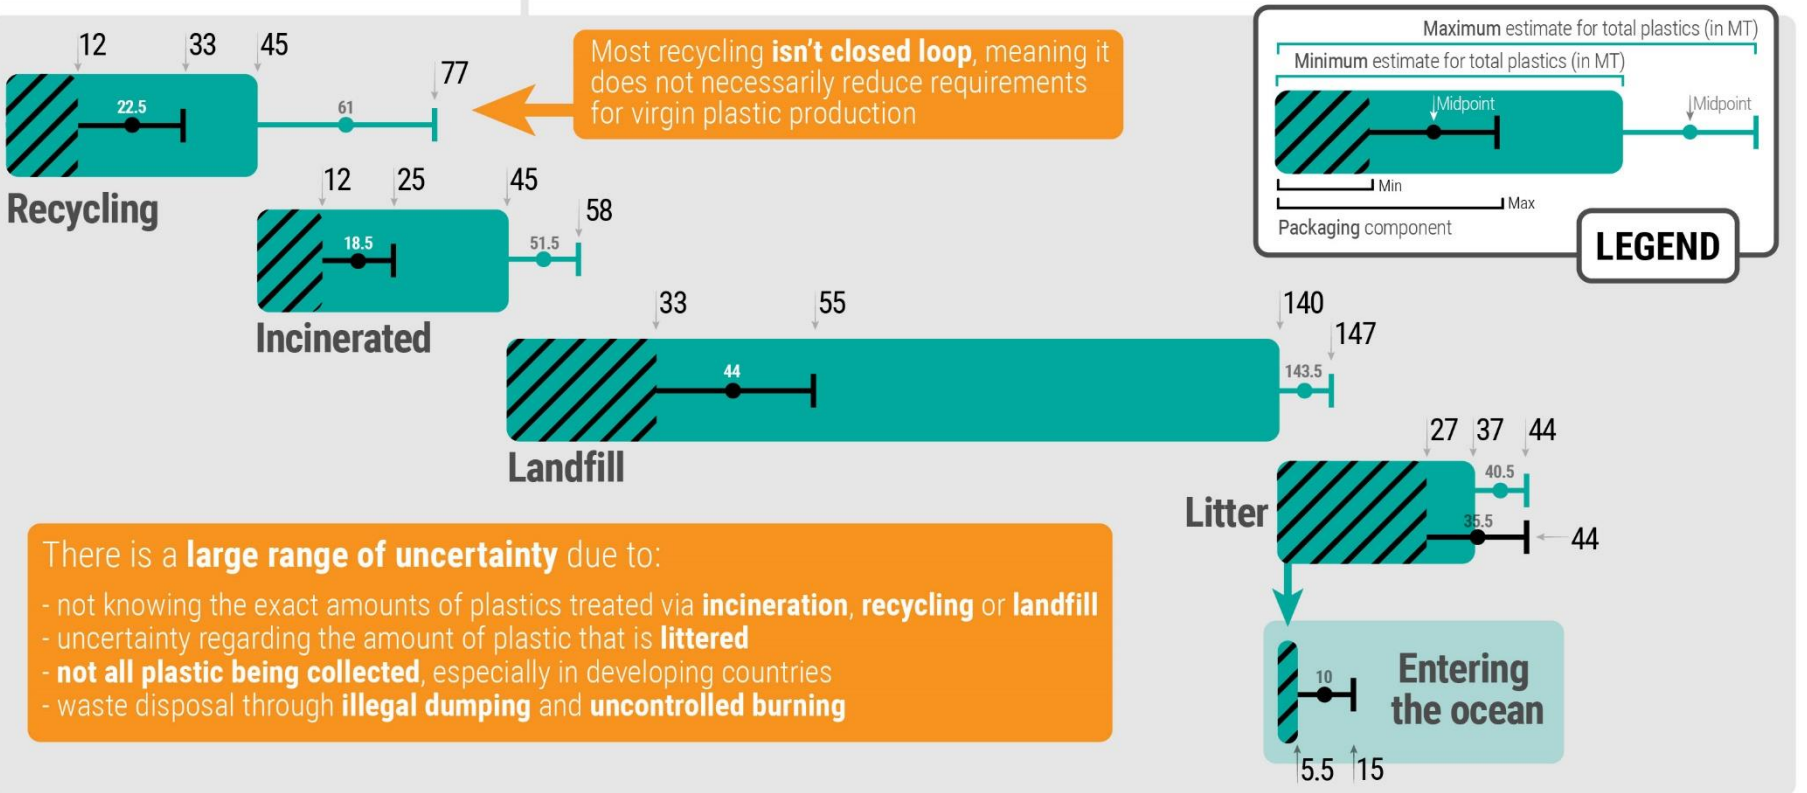 12
33
45
77
22.5
61
Recycling
Most recycling isn't closed loop, meaning it
does not necessarily reduce requirements
for virgin plastic production
Maximum estimate for total plastics (in MT)
Minimum estimate for total plastics (in MT)
Midpoint
Midpoint
Min
Max
Packaging component
LEGEND
12
25
45
58
18.5
51.5
Incinerated
33
55
140
147
44
143.5
Landfill
27
37
44
40.5
35.5
44
Litter
There is a large range of uncertainty due to:
- not knowing the exact amounts of plastics treated via incineration, recycling or landfill
- uncertainty regarding the amount of plastic that is littered
- not all plastic being collected, especially in developing countries
- waste disposal through illegal dumping and uncontrolled burning
10
Entering
the ocean
5.5
15